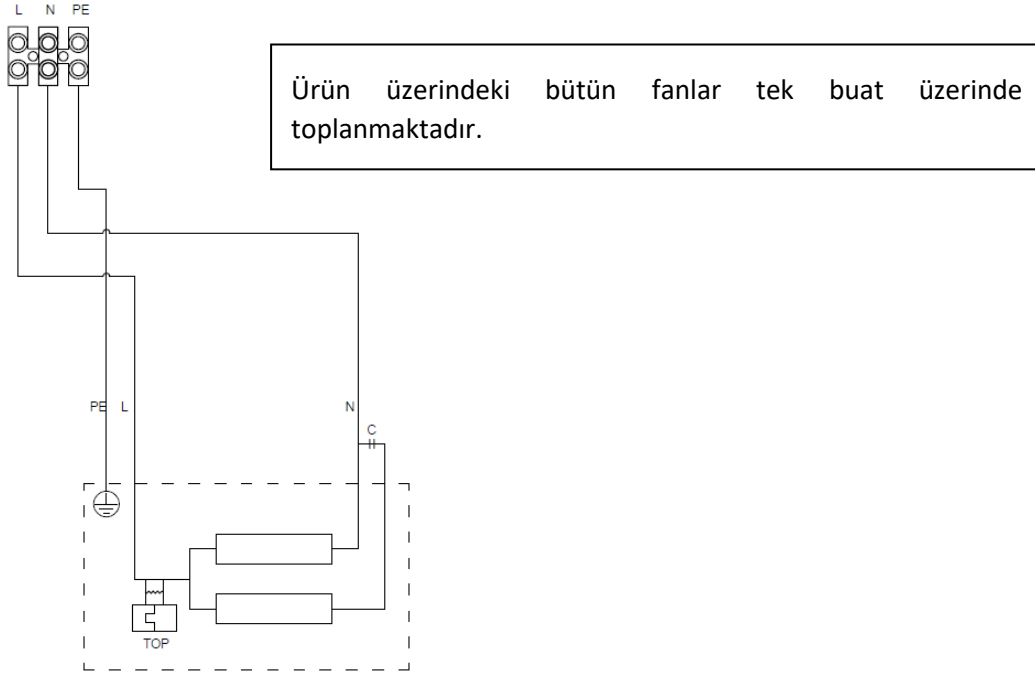 L N PE
Ürün üzerindeki bütün fanlar tek buat üzerinde
toplanmaktadır.
PE L N
C
TOP